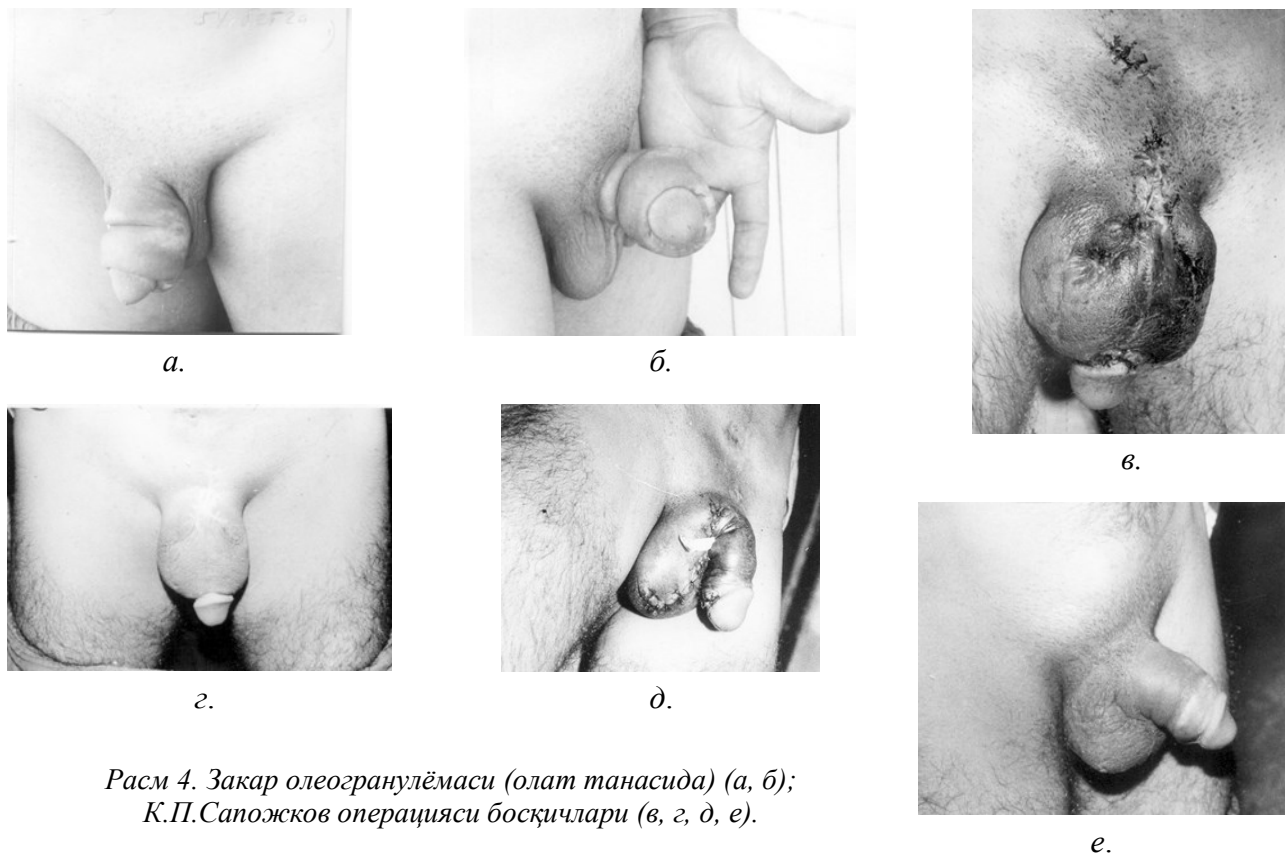 а.
б.
в.
г.
д.
е.
Расм 4. Закар олеогранулёмаси (олат танасида) (а, б);
К.П.Сапожков операцияси босқичлари (в, г, д, е).